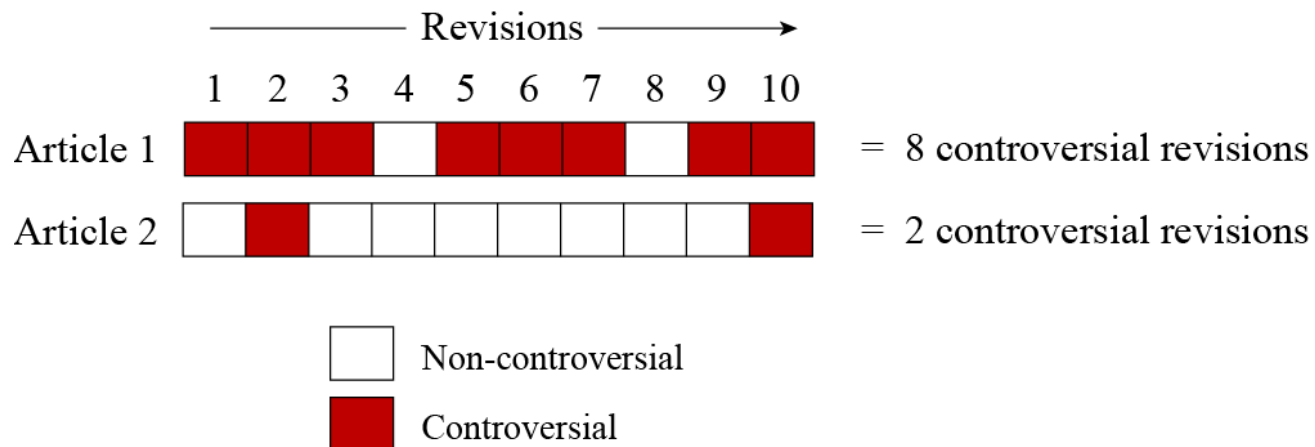 Revisions
1 2 3 4 5 6 7 8 9 10
Article 1 = 8 controversial revisions
Article 2 = 2 controversial revisions
Non-controversial
Controversial